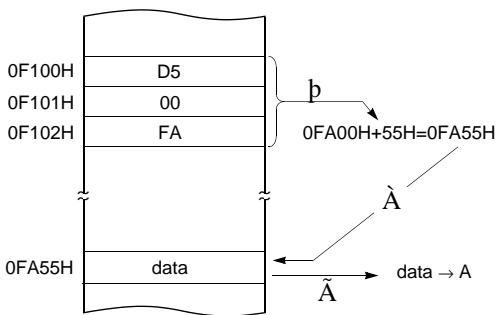 0F100H D5
0F101H 00 þ
0F102H FA 0FA00H+55H=0FA55H
À
0FA55H data data → A
Ã